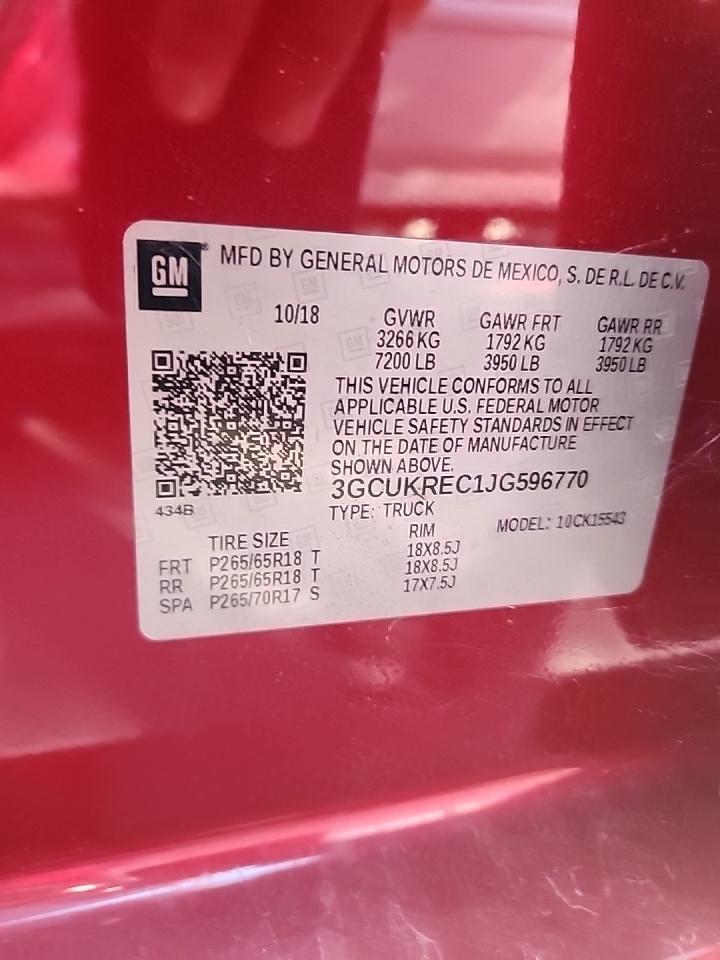 GM
MFD BY GENERAL MOTORS DE MEXICO, S. DE R.L. DE C.V.
10/18 GVWR GAWR FRT GAWR RR
3266 KG 1792 KG 1792 KG
7200 LB 3950 LB 3950 LB
THIS VEHICLE CONFORMS TO ALL
APPLICABLE U.S. FEDERAL MOTOR
VEHICLE SAFETY STANDARDS IN EFFECT
ON THE DATE OF MANUFACTURE
SHOWN ABOVE.
3GCUKREC1JG596770
434B
TYPE: TRUCK MODEL: 10CK15543
TIRE SIZE RIM
FRT P265/65R18 T 18X8.5J
RR P265/65R18 T 18X8.5J
SPA P265/70R17 S 17X7.5J